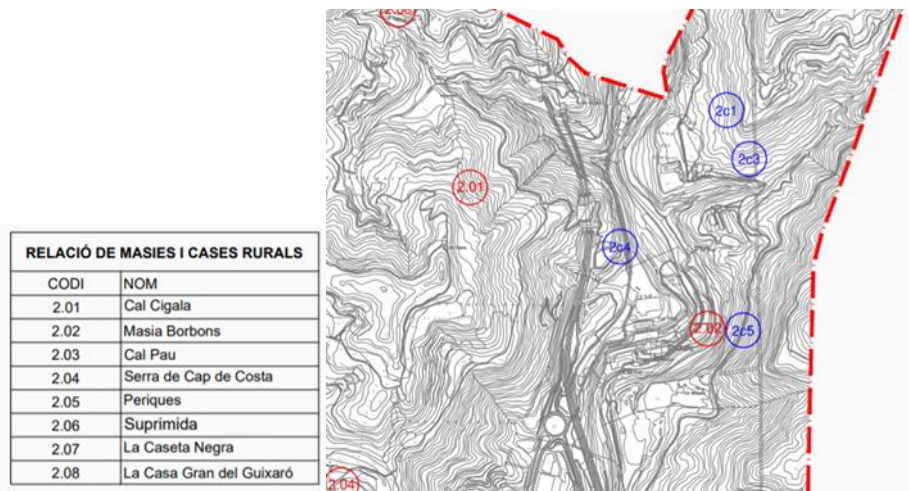 RELACIÓ DE MASIES I CASES RURALS
CODI NOM
2.01 Cal Cigala
2.02 Masia Borbons
2.03 Cal Pau
2.04 Serra de Cap de Costa
2.05 Periques
2.06 Suprimida
2.07 La Caseta Negra
2.08 La Casa Gran del Guixaró
2c1
2c3
2.01
2c4
2.02
2c5
2.04